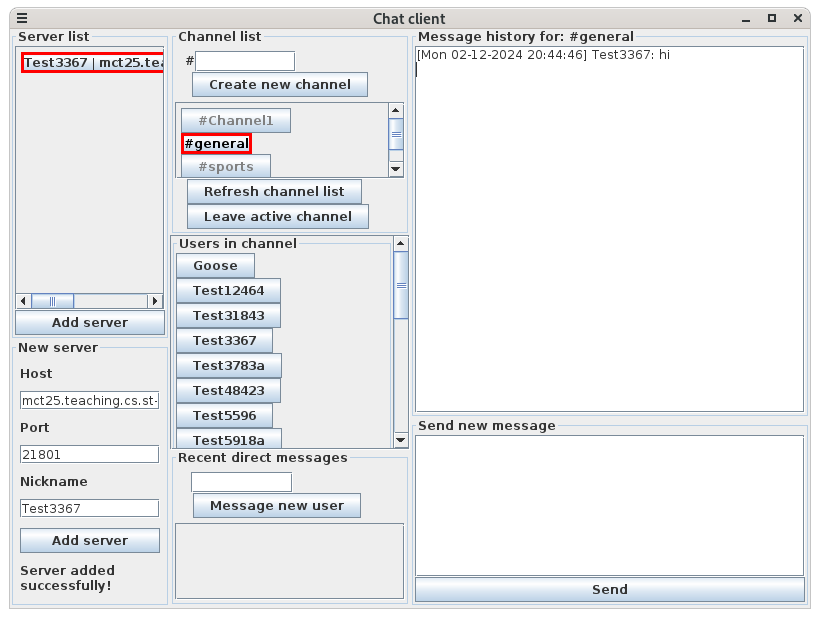 Chat client
Server list
Test3367 | mct25.tea
Add server
New server
Host
mct25.teaching.cs.st-
Port
21801
Nickname
Test3367
Add server
Server added
successfully!
Channel list
#
Create new channel
#Channel1
#general
#sports
Refresh channel list
Leave active channel
Users in channel
Goose
Test12464
Test31843
Test3367
Test3783a
Test48423
Test5596
Test5918a
Recent direct messages
Message new user
Message history for: #general
[Mon 02-12-2024 20:44:46] Test3367: hi
Send new message
Send